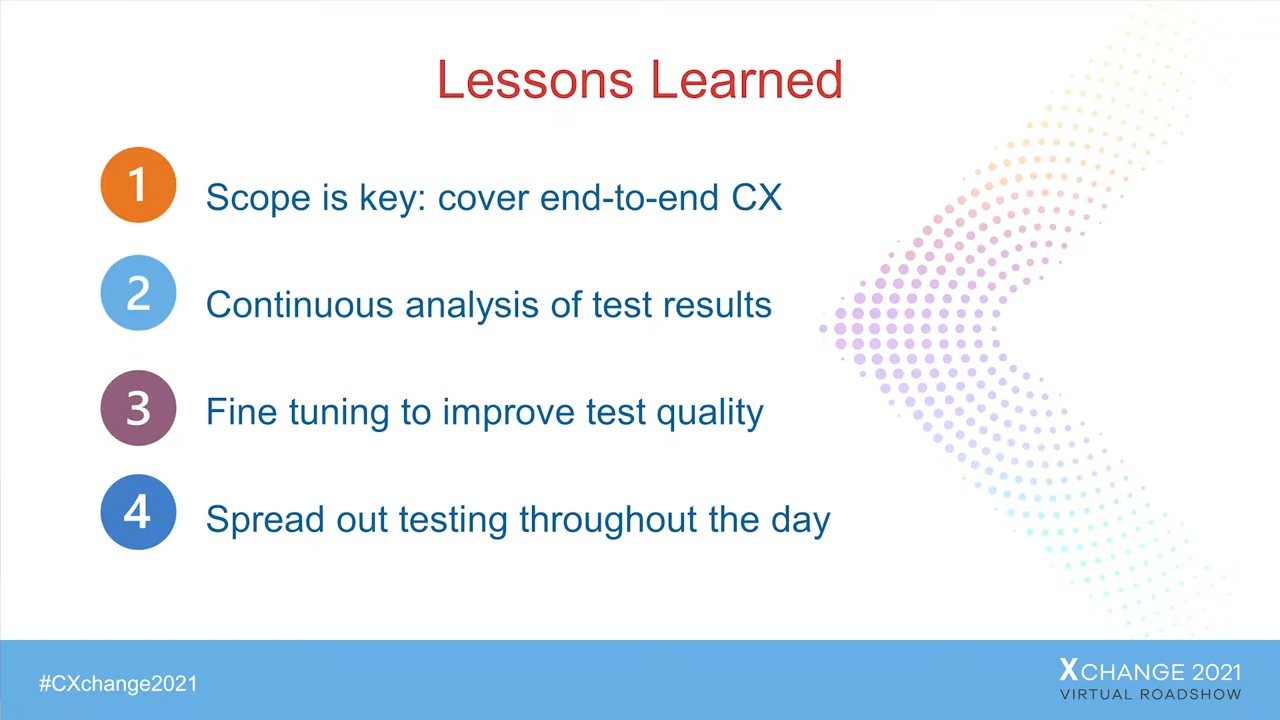 Lessons Learned
1
Scope is key: cover end-to-end CX
2
Continuous analysis of test results
3
Fine tuning to improve test quality
4
Spread out testing throughout the day
#CXchange2021
XCHANGE 2021
VIRTUAL ROADSHOW